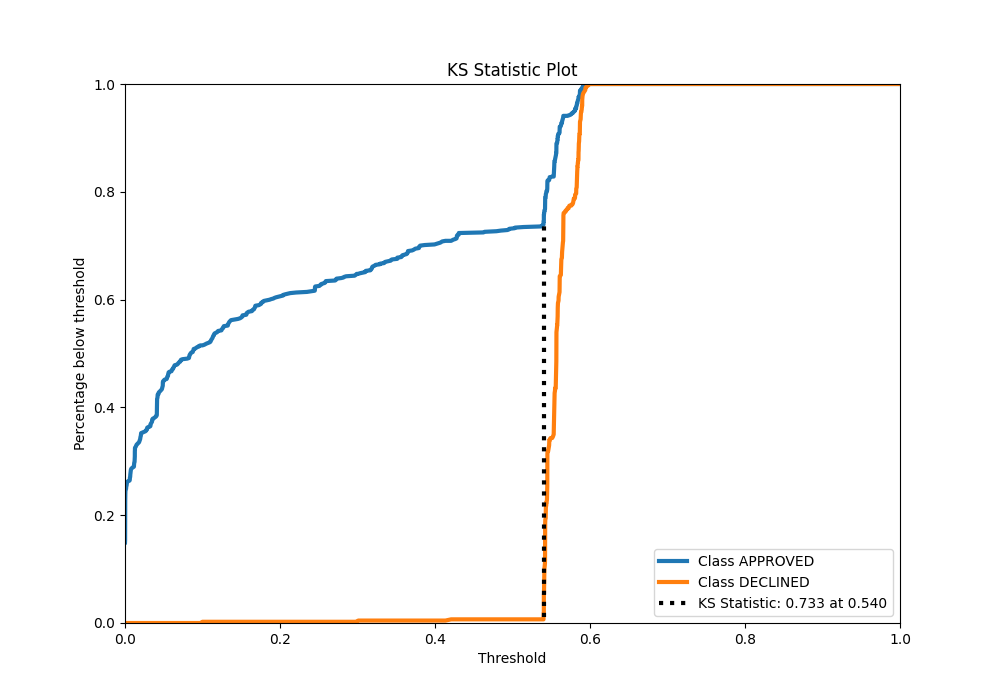 KS Statistic Plot
Percentage below threshold
1.0
0.8
0.6
0.4
0.2
0.0
0.0 0.2 0.4 0.6 0.8 1.0
Threshold
Class APPROVED
Class DECLINED
KS Statistic: 0.733 at 0.540